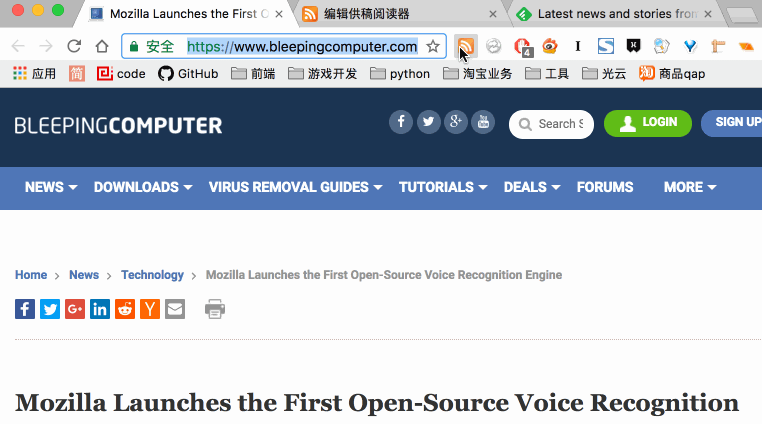 Mozilla Launches the First O
编辑供稿阅读器
Latest news and stories from
安全 https://www.bleepingcomputer.com
4
应用 简 code GitHub 前端 游戏开发 python 淘宝业务 工具 光云 淘 商品qap
BLEEPINGCOMPUTER
Search S
LOGIN
SIGN UP
NEWS DOWNLOADS VIRUS REMOVAL GUIDES TUTORIALS DEALS FORUMS MORE
Home > News > Technology > Mozilla Launches the First Open-Source Voice Recognition Engine
Mozilla Launches the First Open-Source Voice Recognition